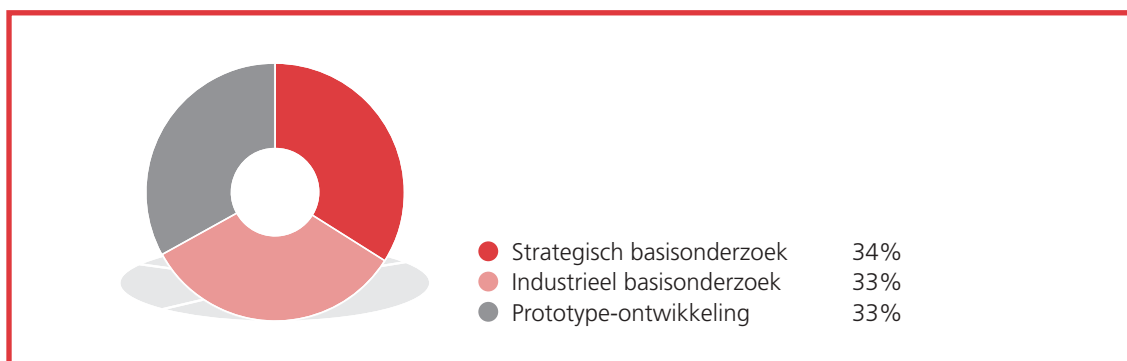 Strategisch basisonderzoek 34%
Industrieel basisonderzoek 33%
Prototype-ontwikkeling 33%